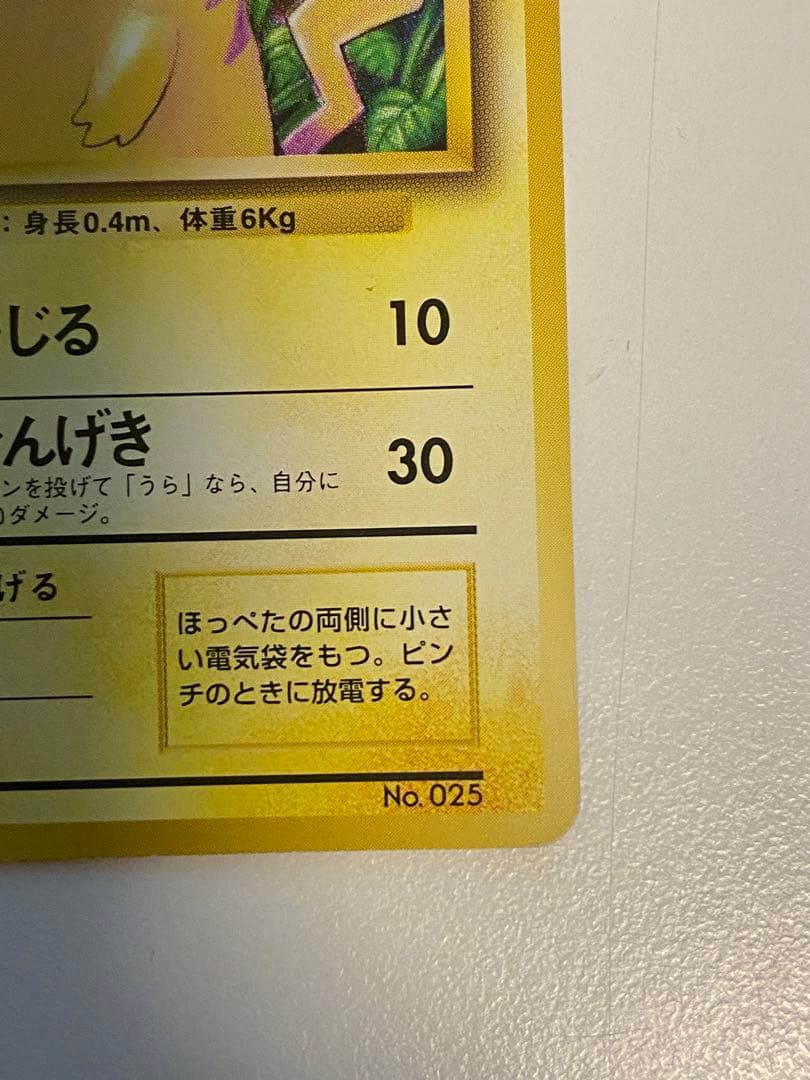 ：身長0.4m、体重6Kg
じる 10
んげき 30
ンを投げて「うら」なら、自分に
0ダメージ。
げる
ほっぺたの両側に小さ
い電気袋をもつ。ピン
チのときに放電する。
No. 025